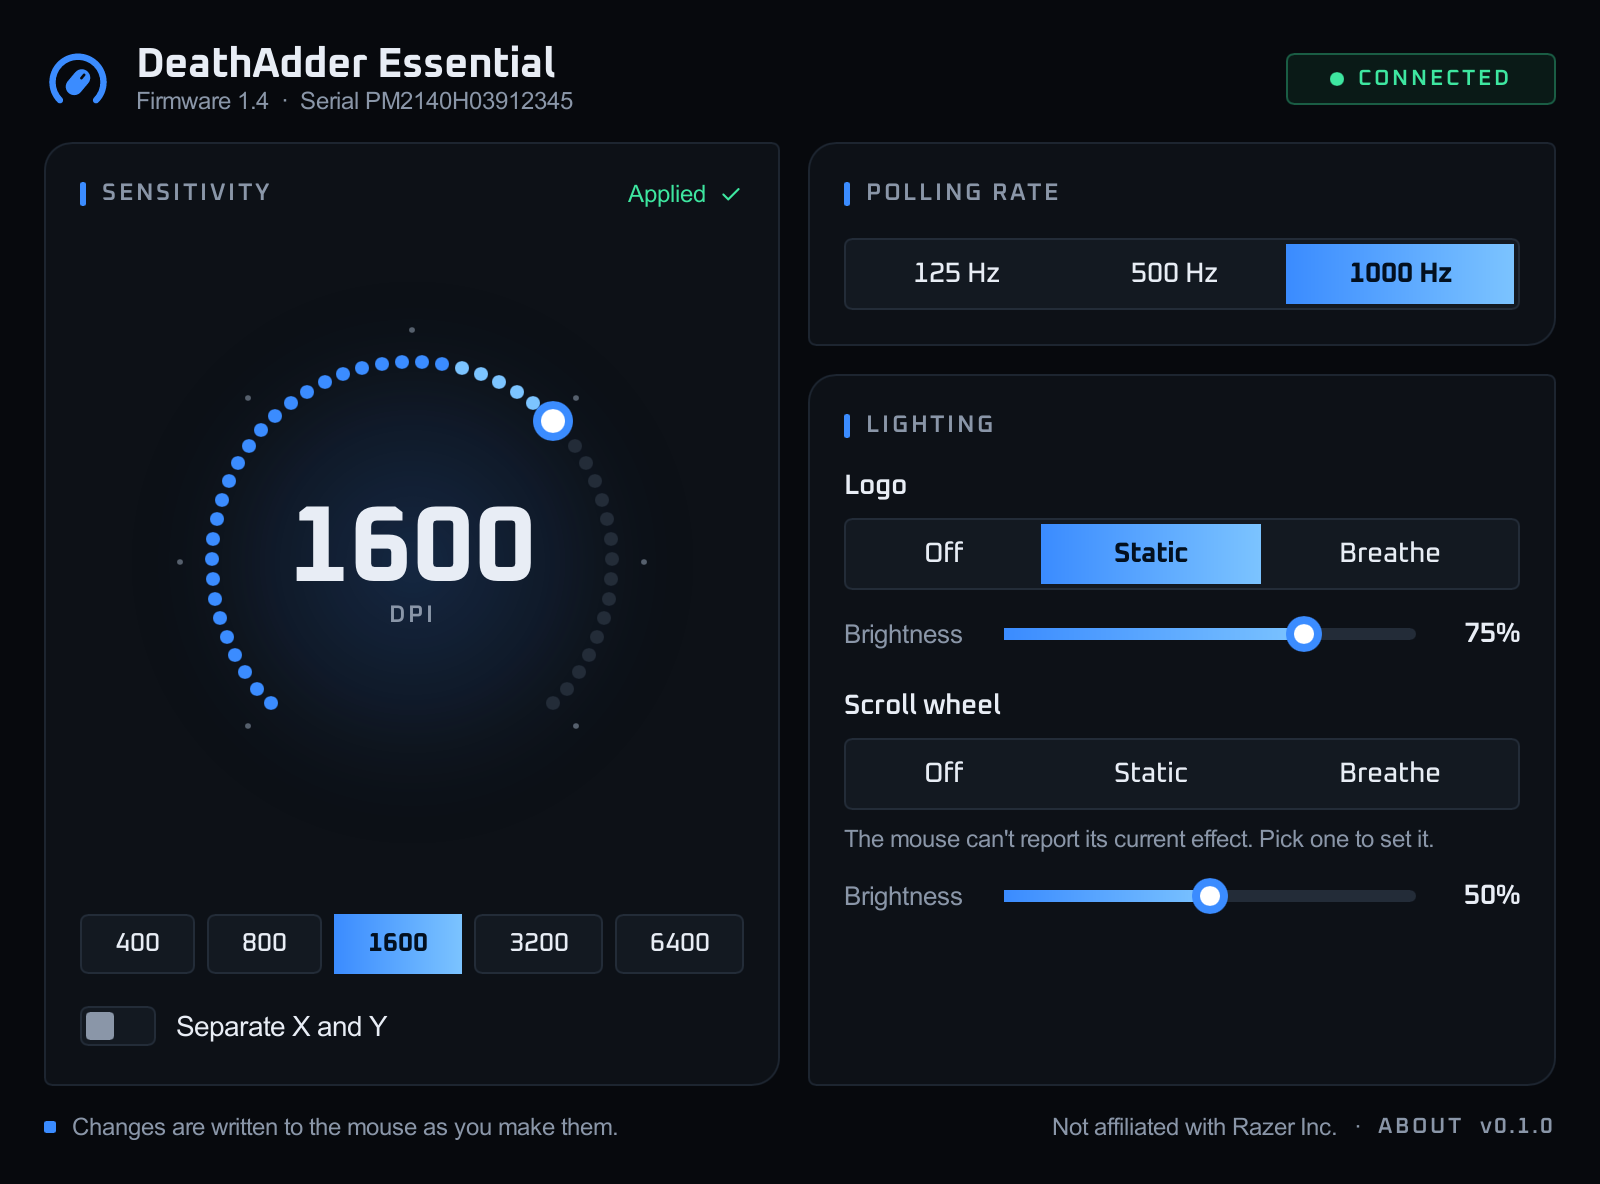 DeathAdder Essential
Firmware 1.4 · Serial PM2140H03912345
CONNECTED
SENSITIVITY
Applied
1600
DPI
400 800 1600 3200 6400
Separate X and Y
POLLING RATE
125 Hz 500 Hz 1000 Hz
LIGHTING
Logo
Off Static Breathe
Brightness 75%
Scroll wheel
Off Static Breathe
The mouse can't report its current effect. Pick one to set it.
Brightness 50%
Changes are written to the mouse as you make them.
Not affiliated with Razer Inc. · ABOUT v0.1.0